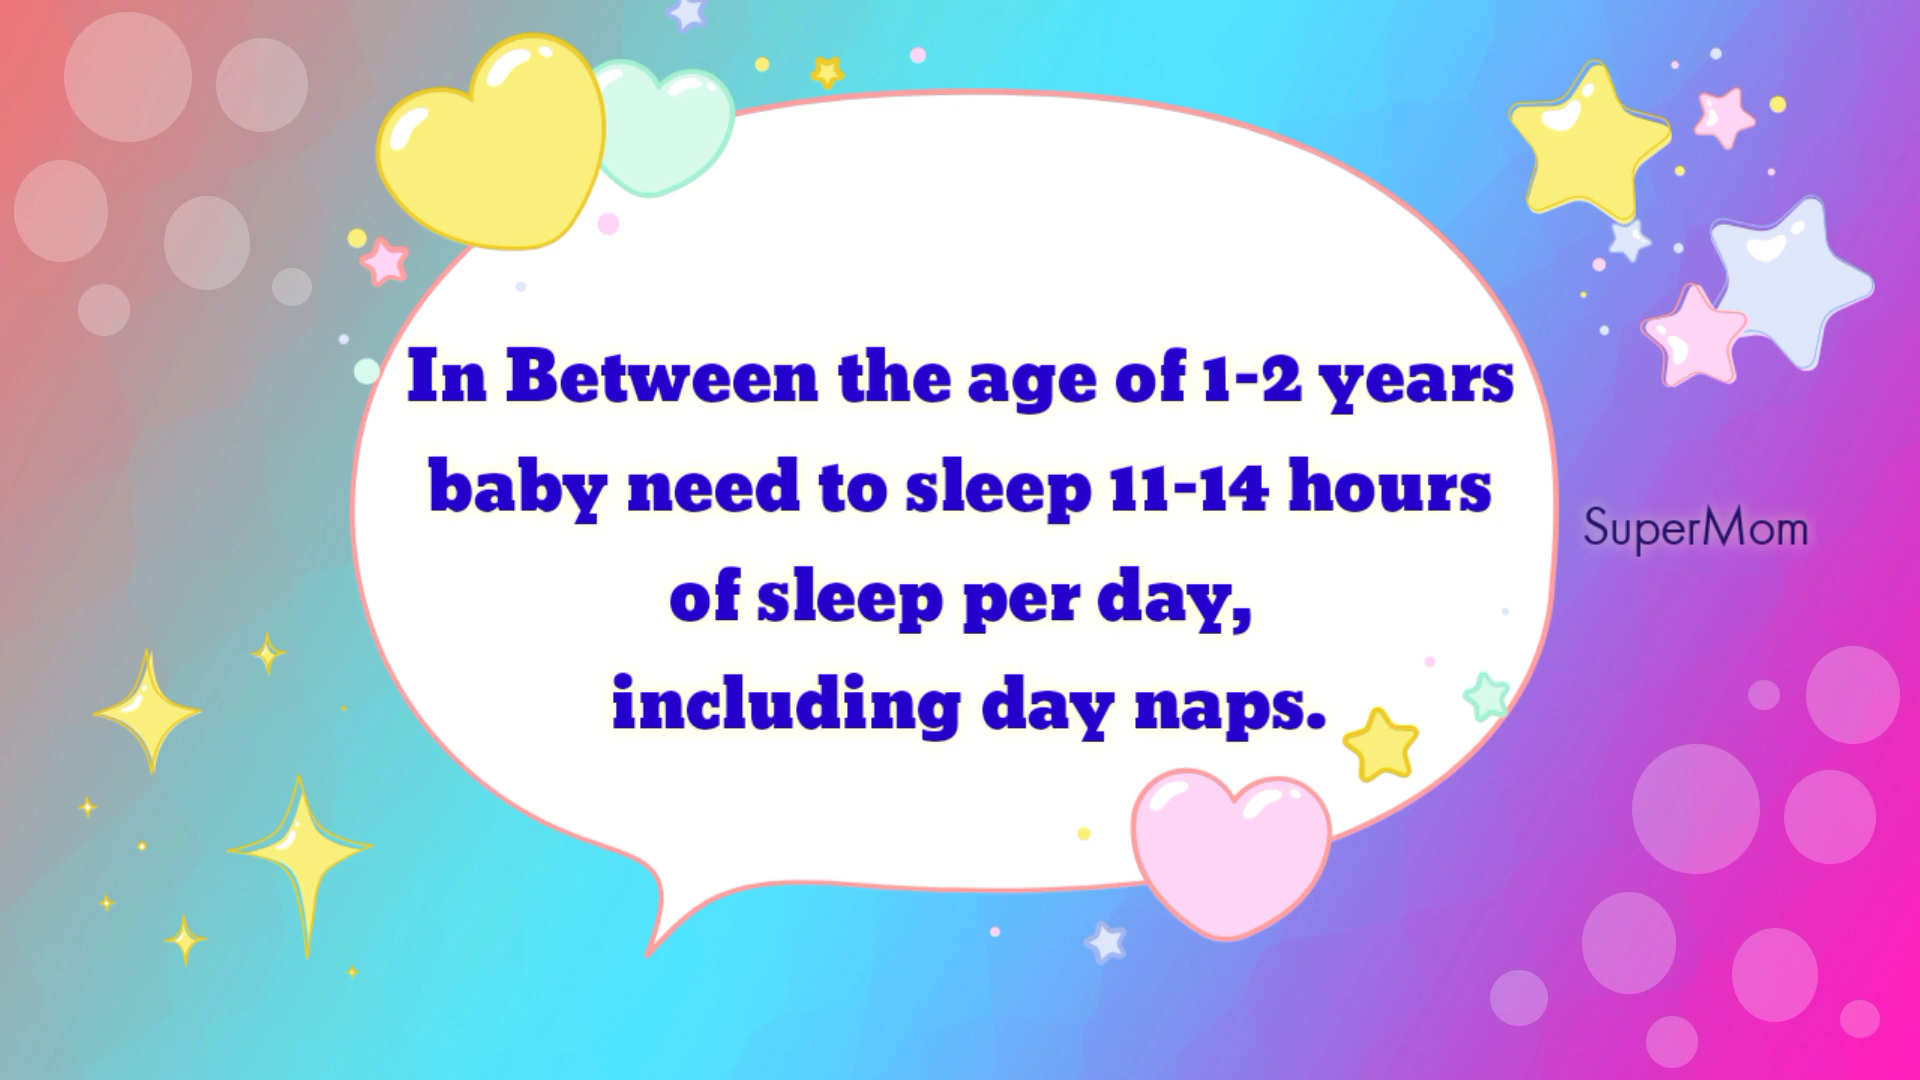 In Between the age of 1-2 years
baby need to sleep 11-14 hours
of sleep per day,
including day naps.
SuperMom